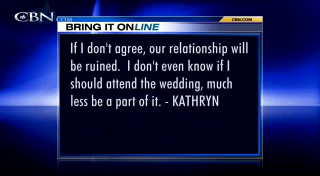 CBN.COM
CBN.COM
BRING IT ONLINE
If I don't agree, our relationship will
be ruined.  I don't even know if I
should attend the wedding, much
less be a part of it. - KATHRYN